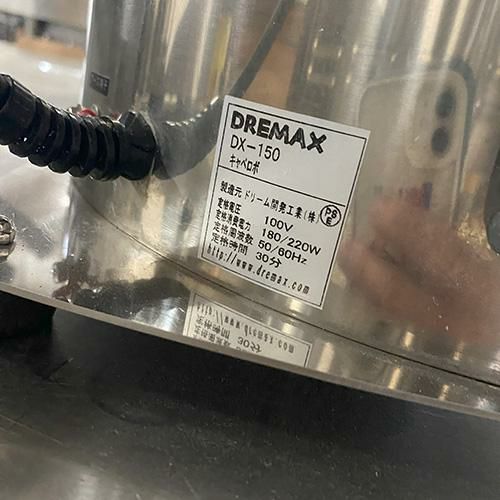 DREMAX
DX-150
キャベロボ
製造元 ドリーム開発工業(株) PSE
定格電圧 100V
定格消費電力 180/220W
定格周波数 50/60Hz
定格時間 30分
http://www.dremax.com